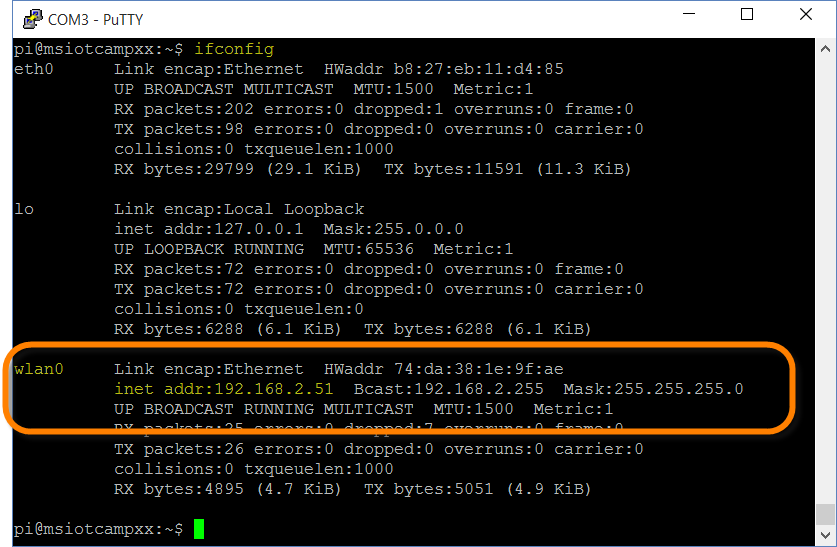 COM3 - PuTTY
pi@msiotcampxx:~$ ifconfig
eth0 Link encap:Ethernet HWaddr b8:27:eb:11:d4:85
UP BROADCAST MULTICAST MTU:1500 Metric:1
RX packets:202 errors:0 dropped:1 overruns:0 frame:0
TX packets:98 errors:0 dropped:0 overruns:0 carrier:0
collisions:0 txqueuelen:1000
RX bytes:29799 (29.1 KiB) TX bytes:11591 (11.3 KiB)
lo Link encap:Local Loopback
inet addr:127.0.0.1 Mask:255.0.0.0
UP LOOPBACK RUNNING MTU:65536 Metric:1
RX packets:72 errors:0 dropped:0 overruns:0 frame:0
TX packets:72 errors:0 dropped:0 overruns:0 carrier:0
collisions:0 txqueuelen:0
RX bytes:6288 (6.1 KiB) TX bytes:6288 (6.1 KiB)
wlan0 Link encap:Ethernet HWaddr 74:da:38:1e:9f:ae
inet addr:192.168.2.51 Bcast:192.168.2.255 Mask:255.255.255.0
UP BROADCAST RUNNING MULTICAST MTU:1500 Metric:1
RX packets:25 errors:0 dropped:7 overruns:0 frame:0
TX packets:26 errors:0 dropped:0 overruns:0 carrier:0
collisions:0 txqueuelen:1000
RX bytes:4895 (4.7 KiB) TX bytes:5051 (4.9 KiB)
pi@msiotcampxx:~$